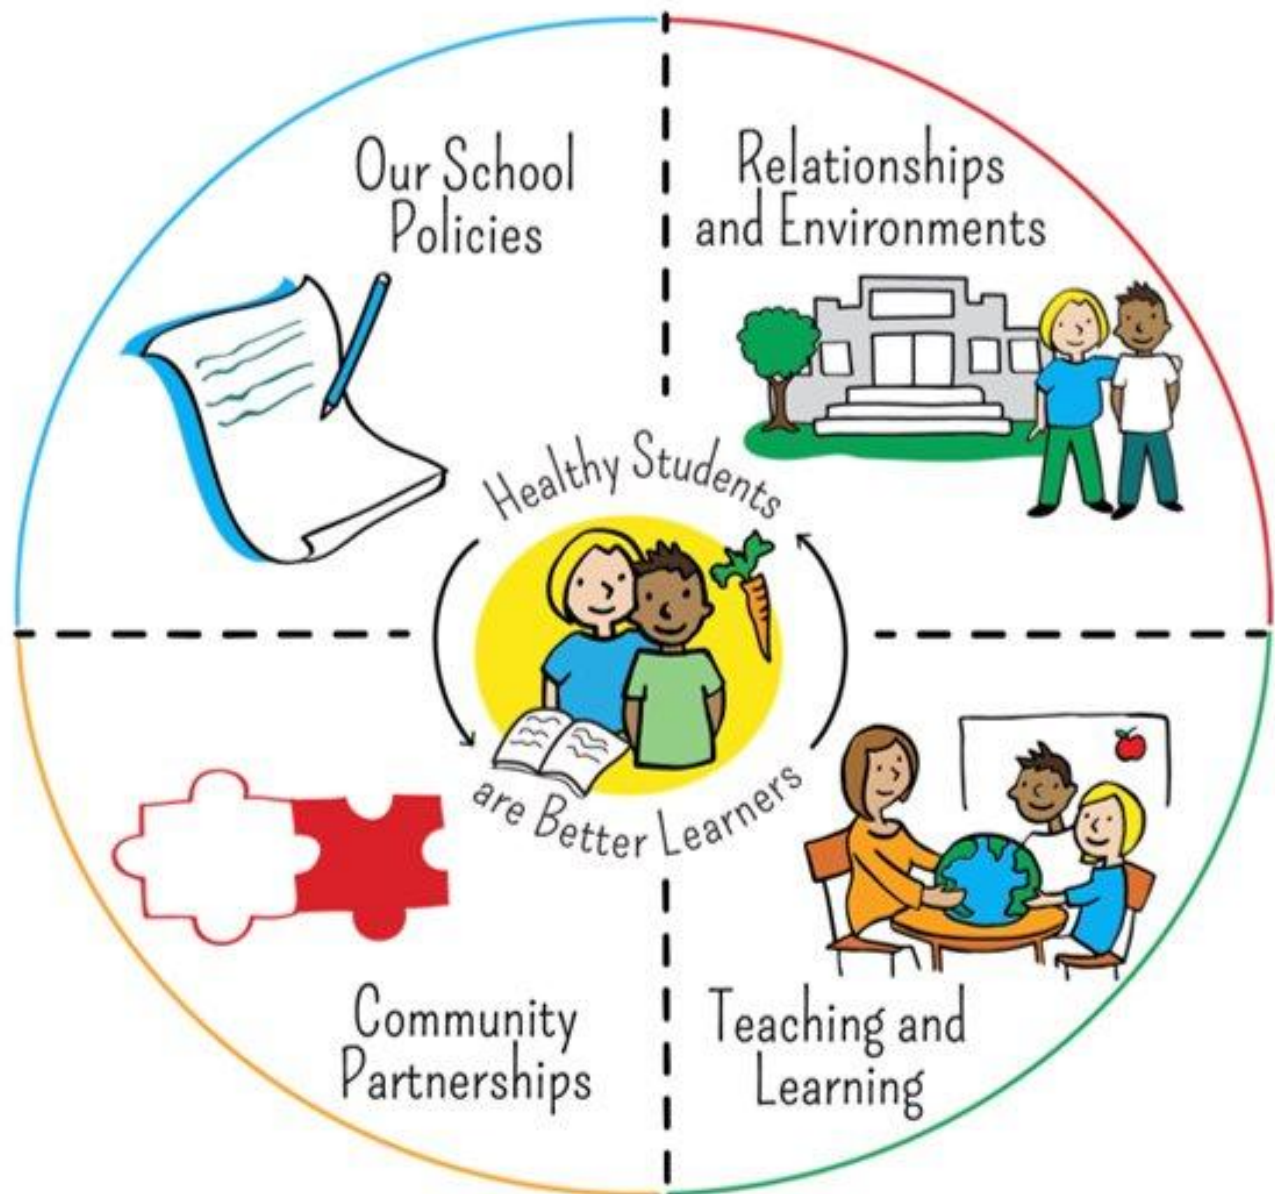 Our School
Policies
Relationships
and Environments
Healthy Students
are Better Learners
Community
Partnerships
Teaching and
Learning